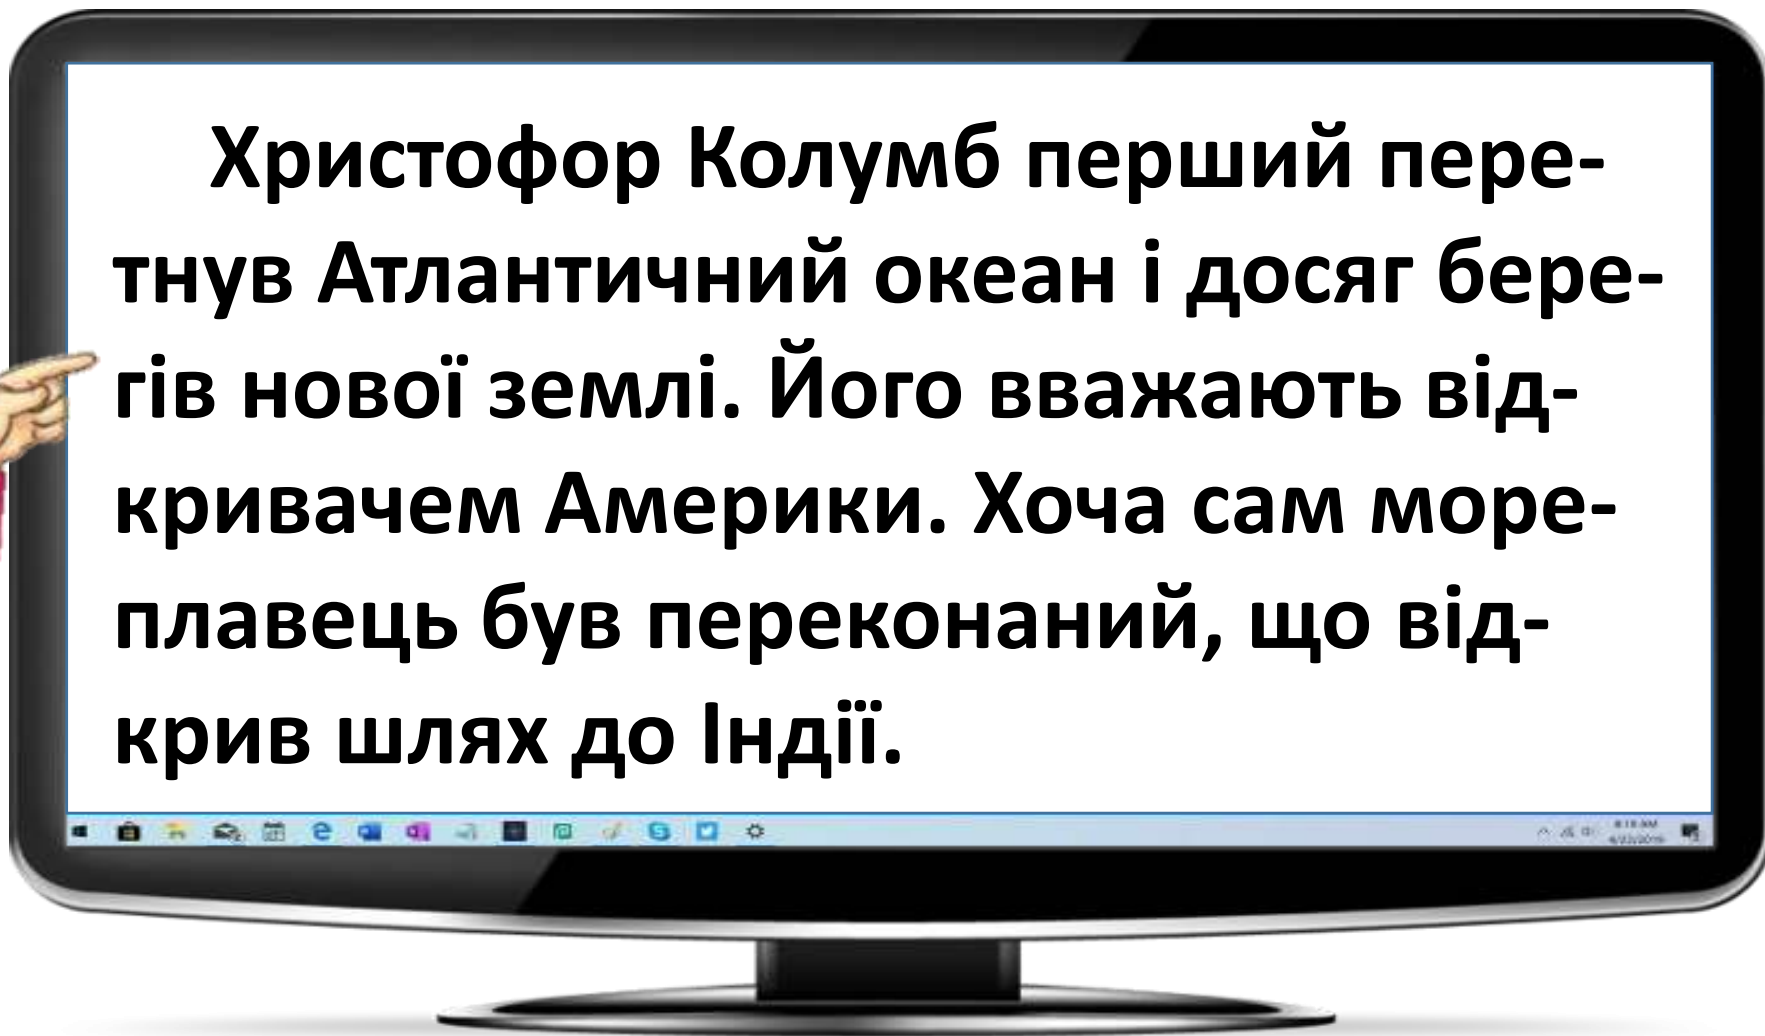 Христофор Колумб перший пере-
тнув Атлантичний океан і досяг бере-
гів нової землі. Його вважають від-
кривачем Америки. Хоча сам море-
плавець був переконаний, що від-
крив шлях до Індії.